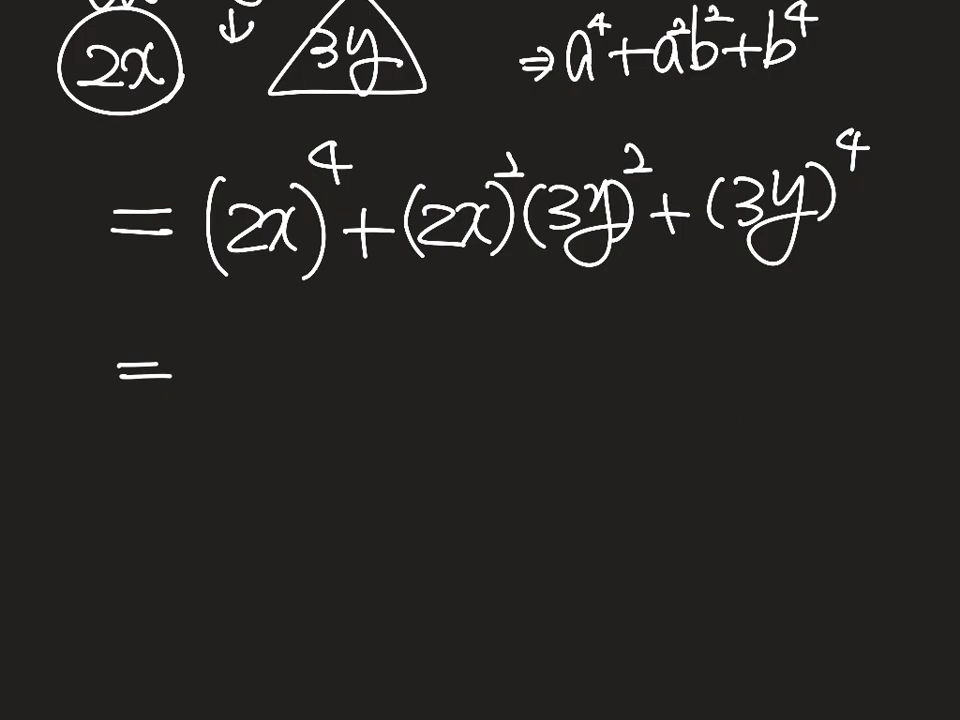 2x ↓ 3y ⇒ a⁴+a²b²+b⁴
= (2x)⁴ + (2x)²(3y)² + (3y)⁴
=